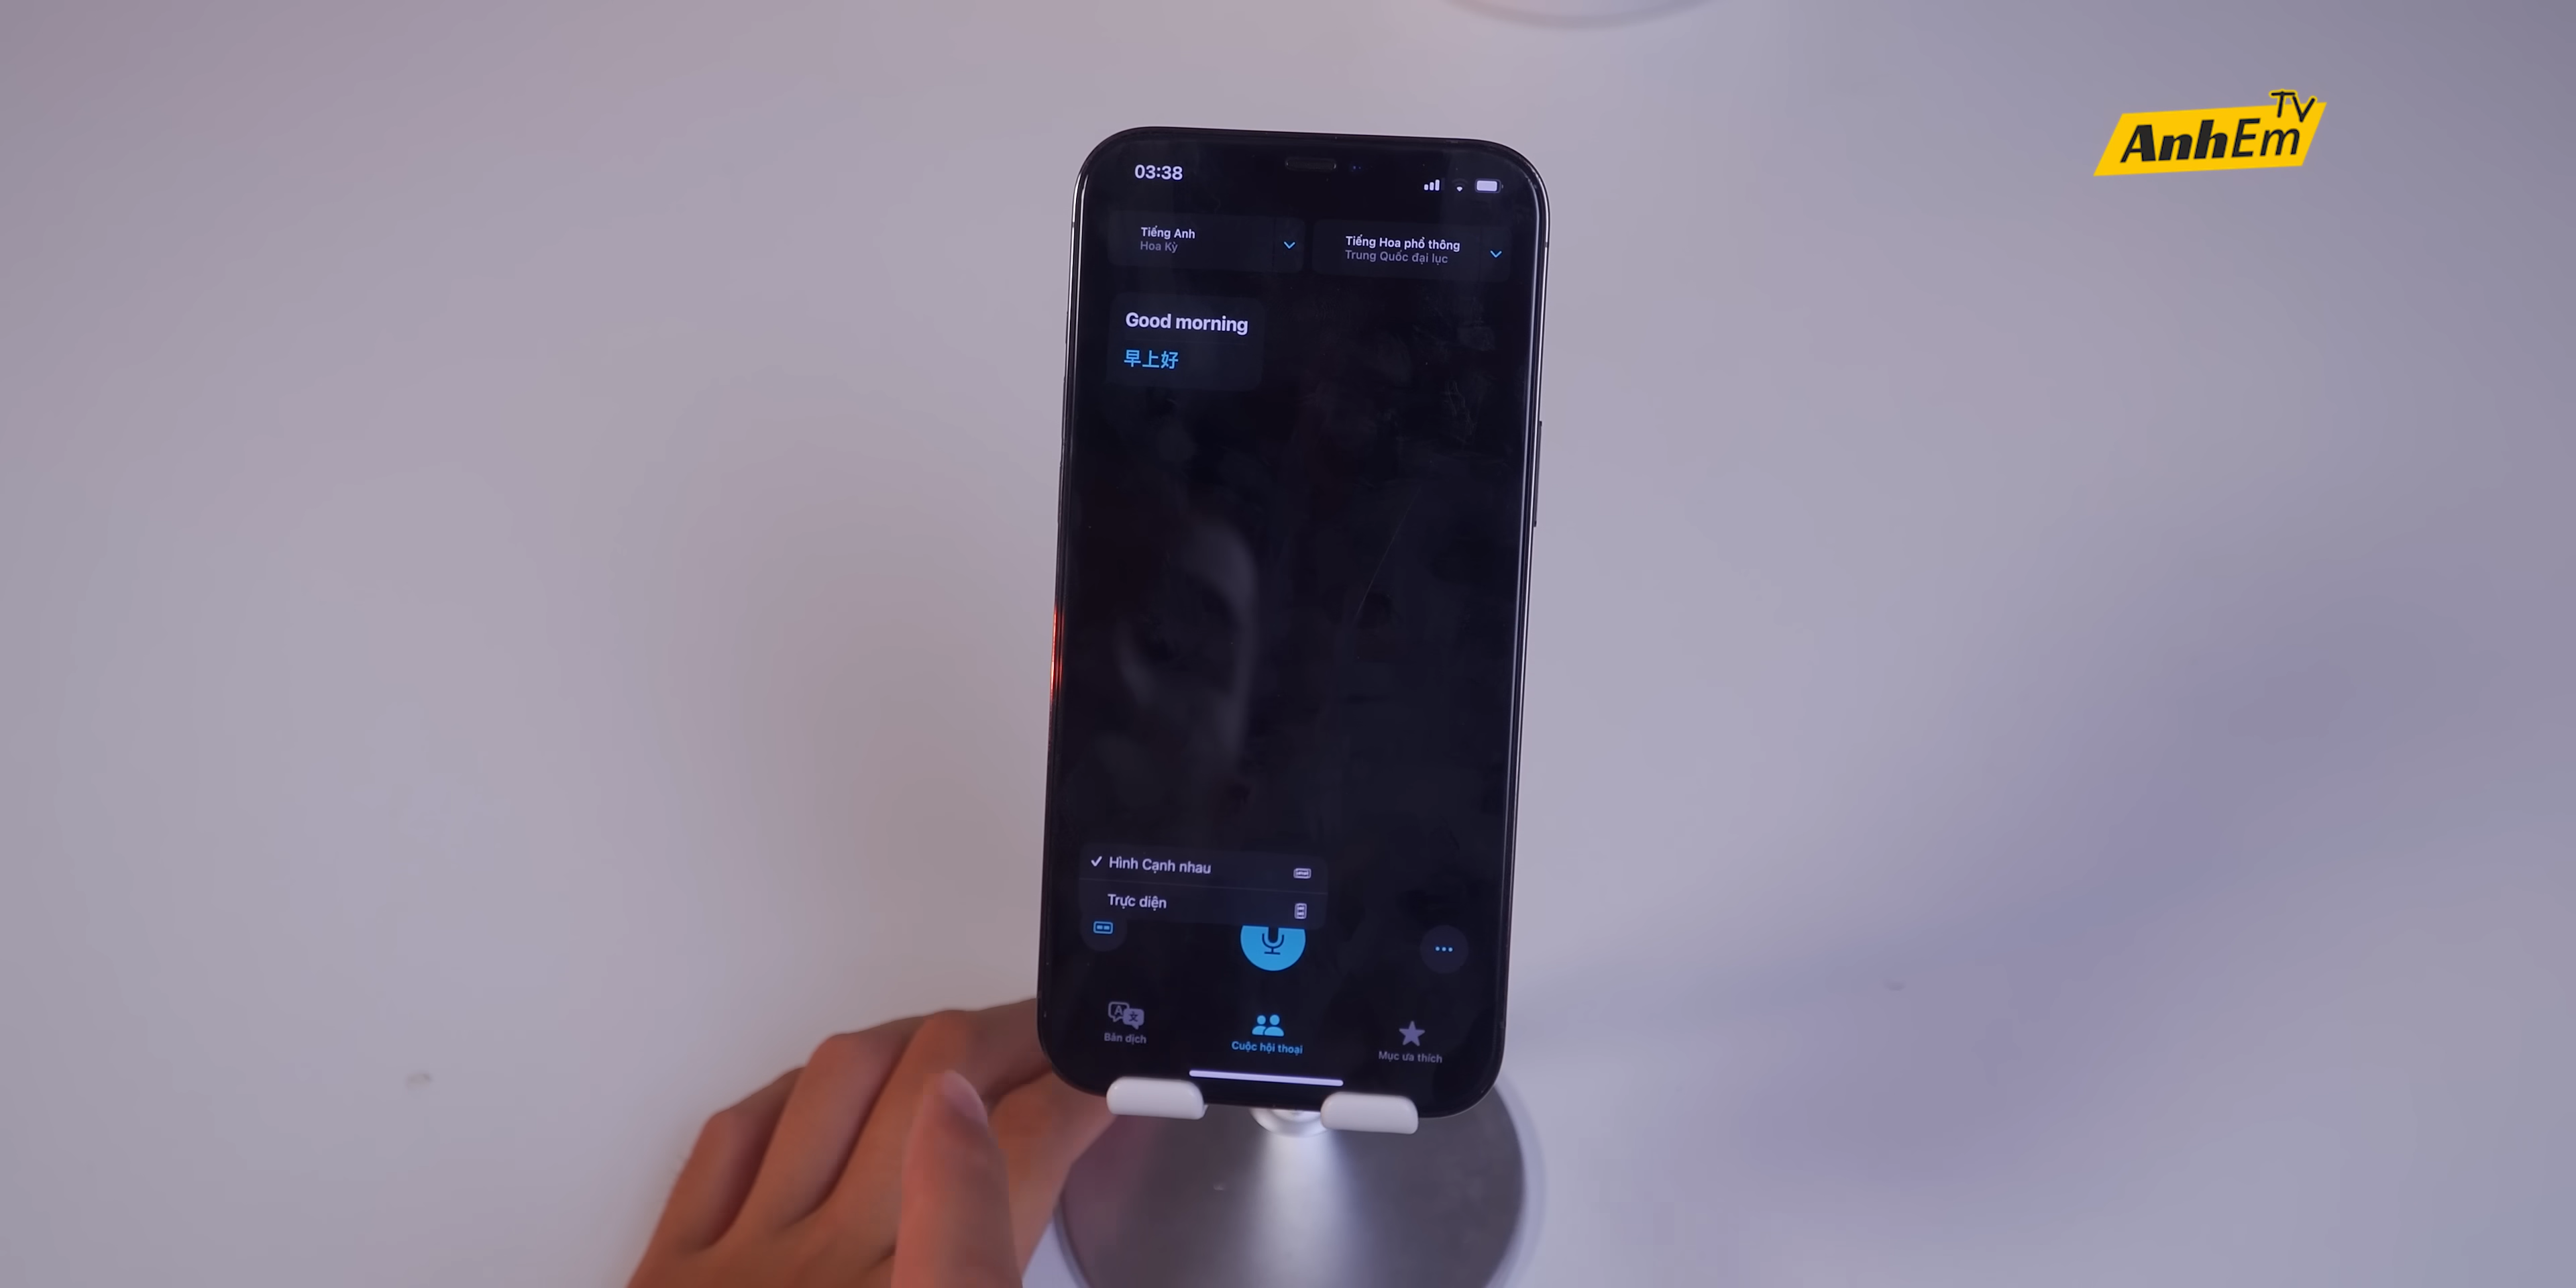 TV
AnhEm
03:38
Tiếng Anh
Hoa Kỳ
Tiếng Hoa phổ thông
Trung Quốc đại lục
Good morning
早上好
Hình Cạnh nhau
Trực diện
Bản dịch
Cuộc hội thoại
Mục ưa thích